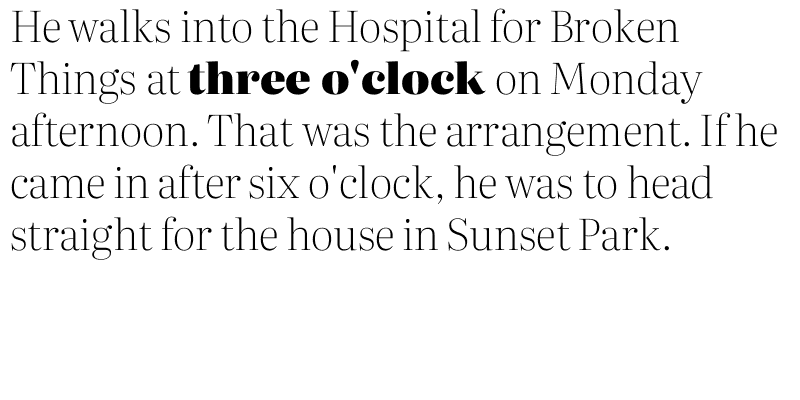 He walks into the Hospital for Broken
Things at three o'clock on Monday
afternoon. That was the arrangement. If he
came in after six o'clock, he was to head
straight for the house in Sunset Park.